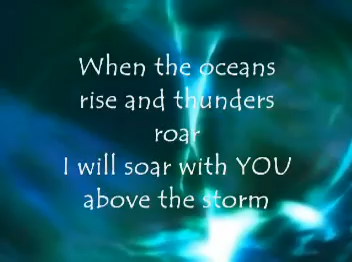 When the oceans
rise and thunders
roar
I will soar with YOU
above the storm